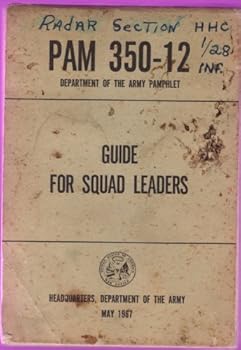 RADAR SECTION HHC
PAM 350-12 1/28
DEPARTMENT OF THE ARMY PAMPHLET INF.
GUIDE
FOR SQUAD LEADERS
HEADQUARTERS, DEPARTMENT OF THE ARMY
MAY 1967